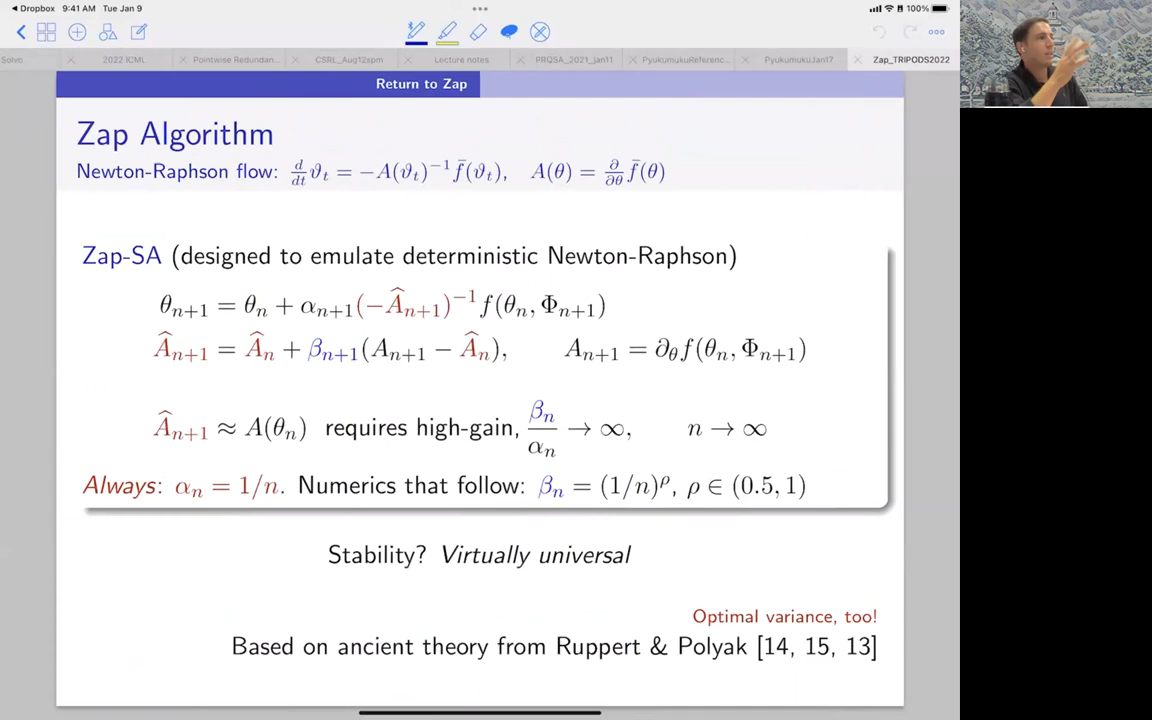 Dropbox 9:41 AM Tue Jan 9 100%
Solvo 2022 ICML Pointwise Redundan... CSRL_Aug12spm Lecture notes PRQSA_2021_jan11 PyukumukuReferenc... PyukumukuJan17 Zap_TRIPODS2022
Return to Zap
Zap Algorithm
Newton-Raphson flow: d/dt ϑ_t = −A(ϑ_t)^{−1} f̄(ϑ_t), A(θ) = ∂/∂θ f̄(θ)
Zap-SA (designed to emulate deterministic Newton-Raphson)
θ_{n+1} = θ_n + α_{n+1}(−Â_{n+1})^{−1} f(θ_n, Φ_{n+1})
Â_{n+1} = Â_n + β_{n+1}(A_{n+1} − Â_n), A_{n+1} = ∂_θ f(θ_n, Φ_{n+1})
Â_{n+1} ≈ A(θ_n) requires high-gain, β_n/α_n → ∞, n → ∞
Always: α_n = 1/n. Numerics that follow: β_n = (1/n)^ρ, ρ ∈ (0.5, 1)
Stability? Virtually universal
Optimal variance, too!
Based on ancient theory from Ruppert & Polyak [14, 15, 13]